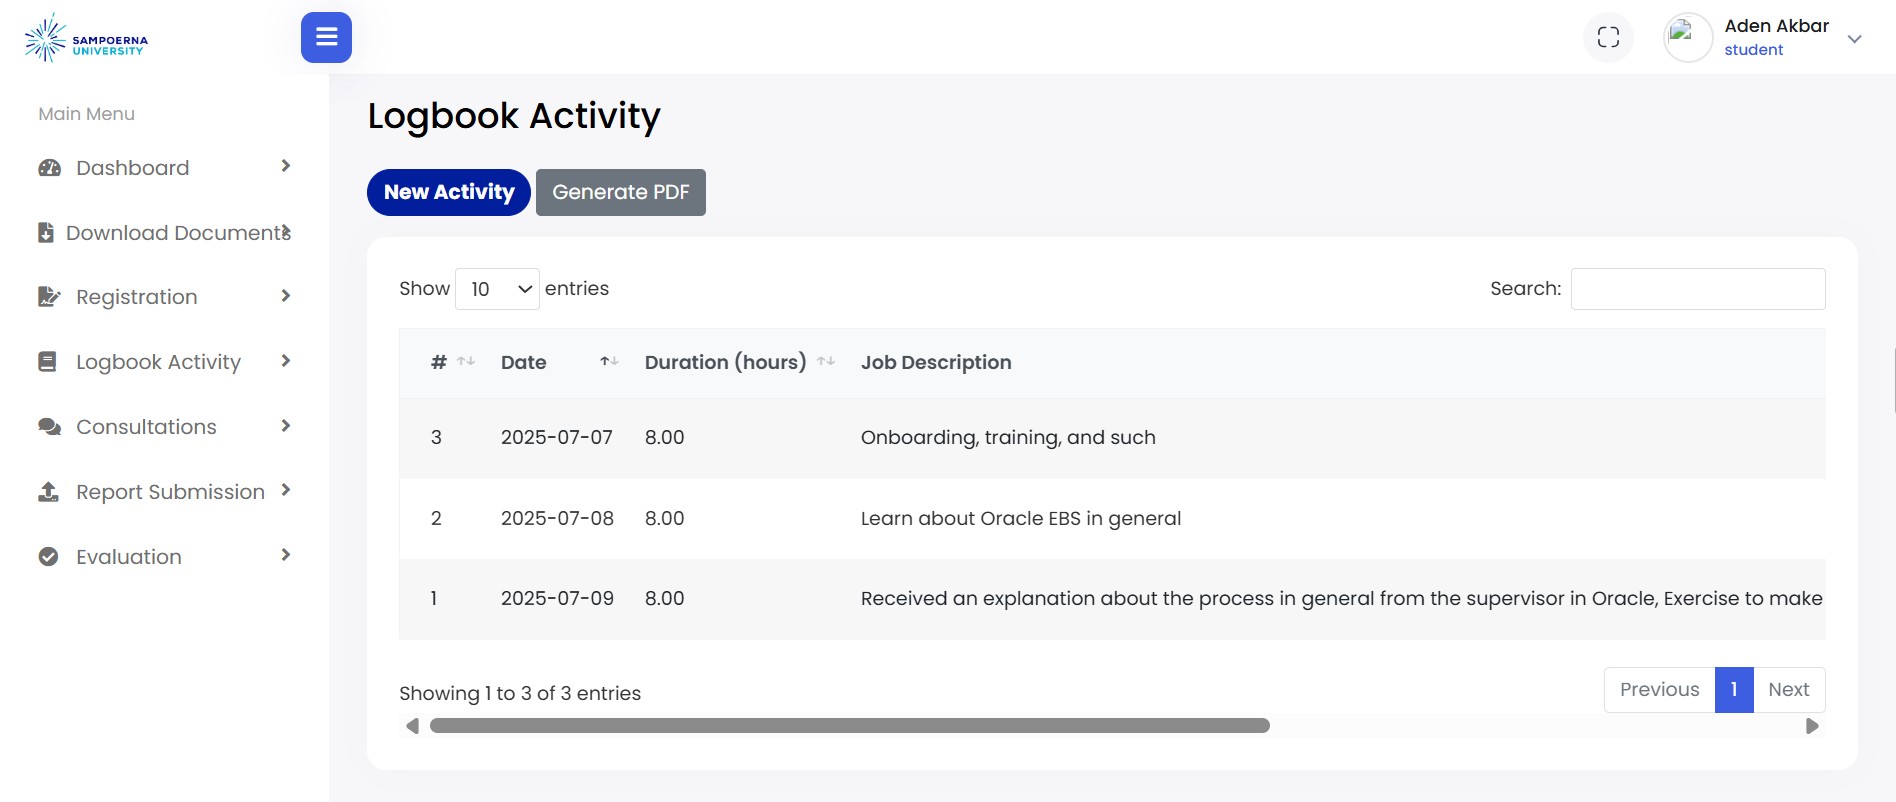 SAMPOERNA
UNIVERSITY
Aden Akbar
student
Main Menu
Dashboard
Download Documents
Registration
Logbook Activity
Consultations
Report Submission
Evaluation
Logbook Activity
New Activity Generate PDF
Show 10 entries Search:
# Date Duration (hours) Job Description
3 2025-07-07 8.00 Onboarding, training, and such
2 2025-07-08 8.00 Learn about Oracle EBS in general
1 2025-07-09 8.00 Received an explanation about the process in general from the supervisor in Oracle, Exercise to make
Showing 1 to 3 of 3 entries Previous 1 Next